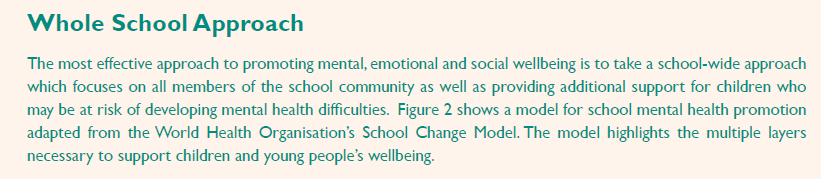 Whole School Approach
The most effective approach to promoting mental, emotional and social wellbeing is to take a school-wide approach
which focuses on all members of the school community as well as providing additional support for children who
may be at risk of developing mental health difficulties. Figure 2 shows a model for school mental health promotion
adapted from the World Health Organisation's School Change Model. The model highlights the multiple layers
necessary to support children and young people's wellbeing.